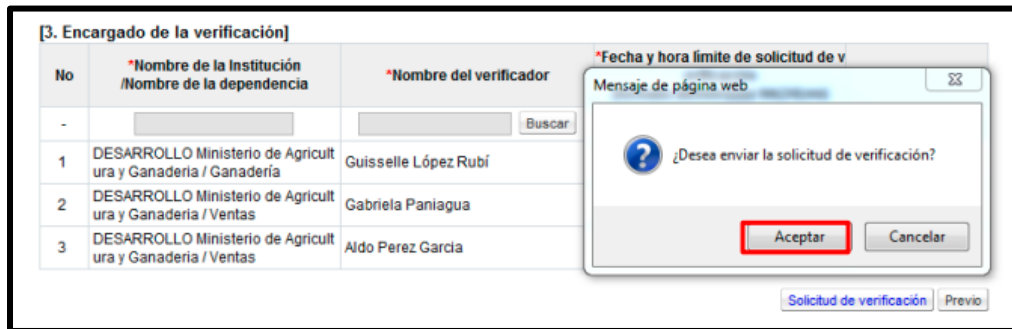 [3. Encargado de la verificación]
No
*Nombre de la Institución
/Nombre de la dependencia
*Nombre del verificador
*Fecha y hora límite de solicitud de v
-
Buscar
1
DESARROLLO Ministerio de Agricult
ura y Ganaderia / Ganadería
Guisselle López Rubí
2
DESARROLLO Ministerio de Agricult
ura y Ganaderia / Ventas
Gabriela Paniagua
3
DESARROLLO Ministerio de Agricult
ura y Ganaderia / Ventas
Aldo Perez Garcia
Mensaje de página web
¿Desea enviar la solicitud de verificación?
Aceptar
Cancelar
Solicitud de verificación
Previo